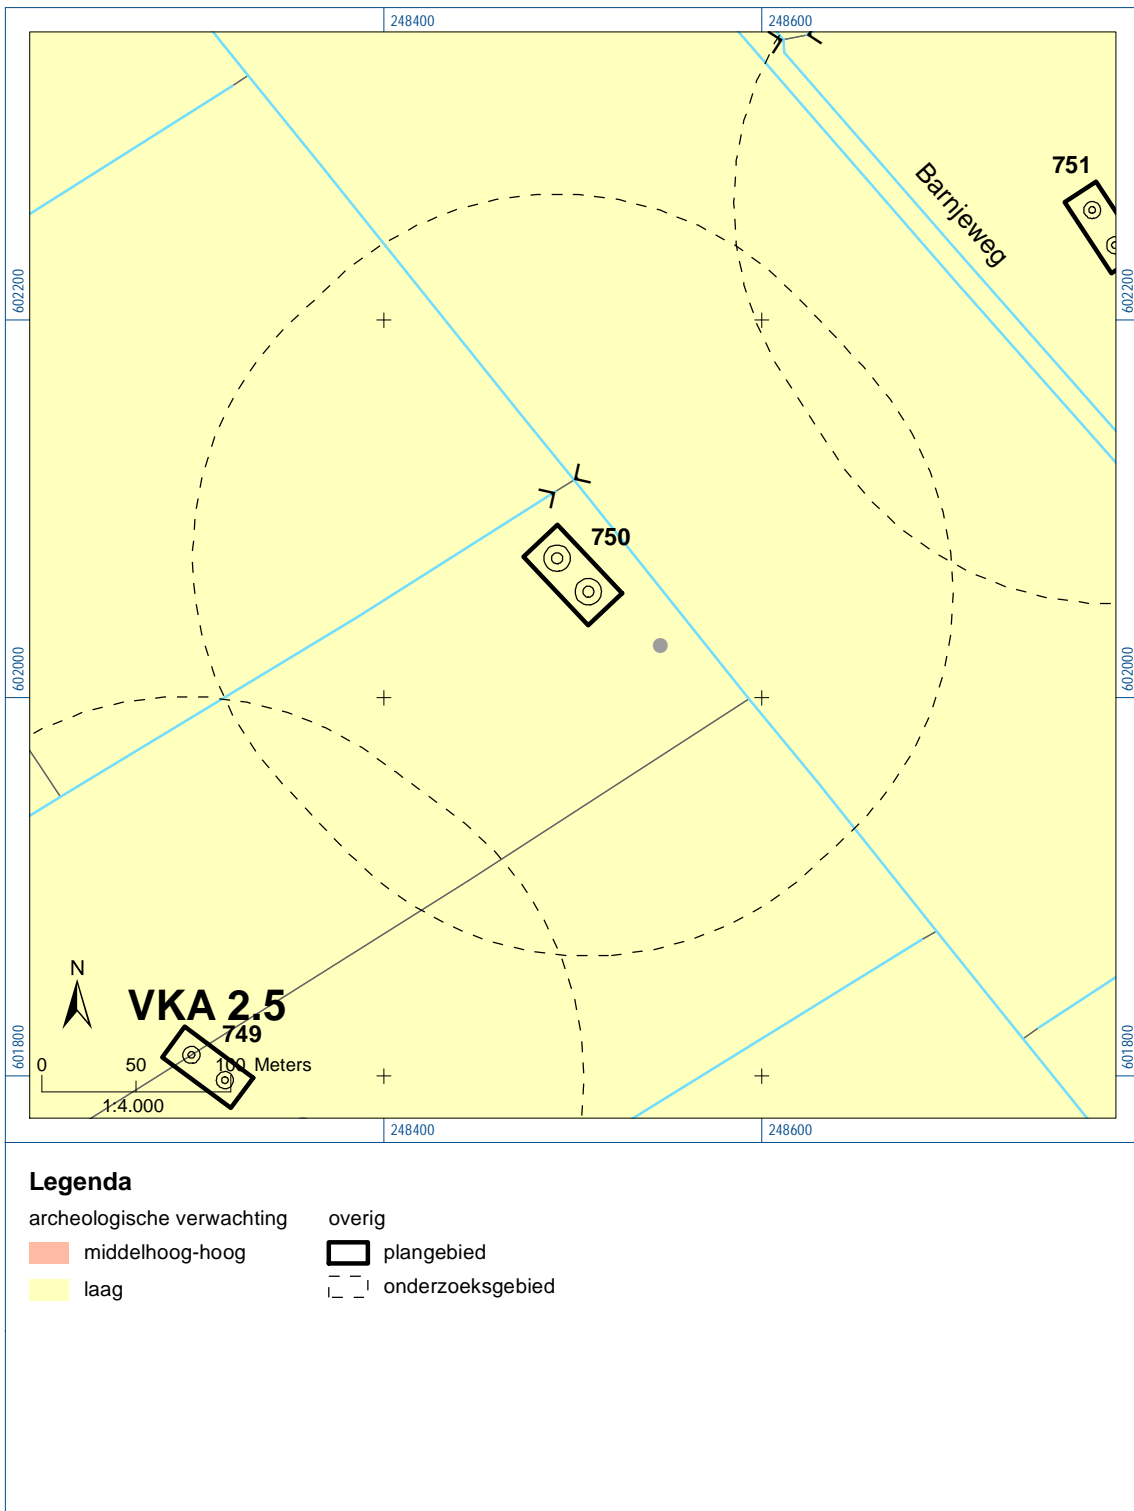 248400
248600
751
Barnjeweg
602200
602200
750
602000
602000
N
VKA 2.5
749
0 50 100 Meters
1:4.000
601800
601800
248400
248600
Legenda
archeologische verwachting
overig
middelhoog-hoog
plangebied
laag
onderzoeksgebied